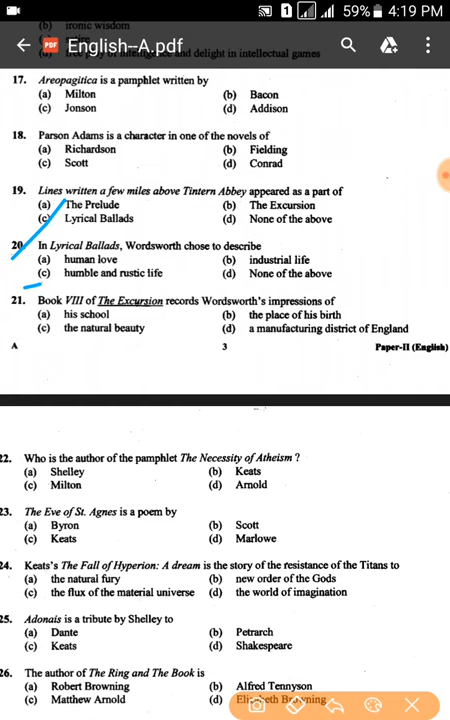 59% 4:19 PM
(b) ironic wisdom
English--A.pdf
PDF
and delight in intellectual games
17. Areopagitica is a pamphlet written by
(a) Milton (b) Bacon
(c) Jonson (d) Addison
18. Parson Adams is a character in one of the novels of
(a) Richardson (b) Fielding
(c) Scott (d) Conrad
19. Lines written a few miles above Tintern Abbey appeared as a part of
(a) The Prelude (b) The Excursion
(c) Lyrical Ballads (d) None of the above
20. In Lyrical Ballads, Wordsworth chose to describe
(a) human love (b) industrial life
(c) humble and rustic life (d) None of the above
21. Book VIII of The Excursion records Wordsworth's impressions of
(a) his school (b) the place of his birth
(c) the natural beauty (d) a manufacturing district of England
A 3 Paper-II (English)
22. Who is the author of the pamphlet The Necessity of Atheism ?
(a) Shelley (b) Keats
(c) Milton (d) Arnold
23. The Eve of St. Agnes is a poem by
(a) Byron (b) Scott
(c) Keats (d) Marlowe
24. Keats's The Fall of Hyperion: A dream is the story of the resistance of the Titans to
(a) the natural fury (b) new order of the Gods
(c) the flux of the material universe (d) the world of imagination
25. Adonais is a tribute by Shelley to
(a) Dante (b) Petrarch
(c) Keats (d) Shakespeare
26. The author of The Ring and The Book is
(a) Robert Browning (b) Alfred Tennyson
(c) Matthew Arnold (d) Elizabeth Browning